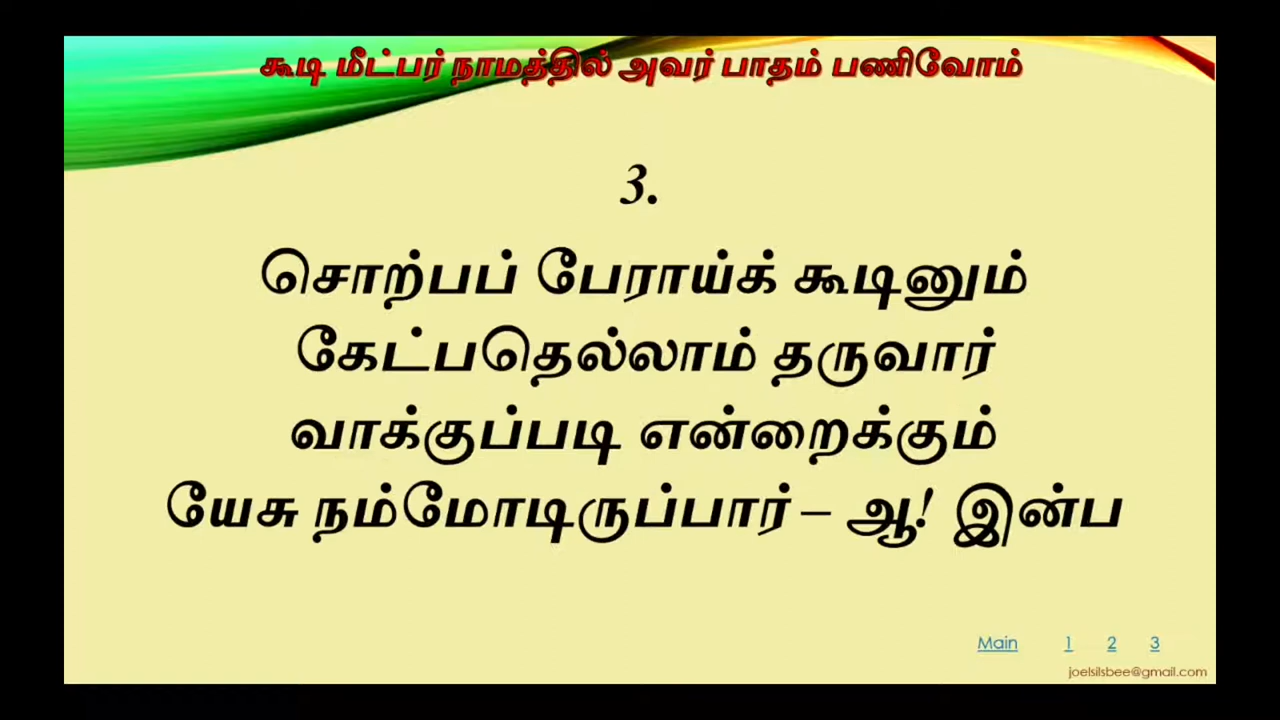 கூடி மீட்பர் நாமத்தில் அவர் பாதம் பணிவோம்
3.
சொற்பப் பேராய்க் கூடினும்
கேட்பதெல்லாம் தருவார்
வாக்குப்படி என்றைக்கும்
யேசு நம்மோடிருப்பார் – ஆ! இன்ப
Main 1 2 3
joelsilsbee@gmail.com